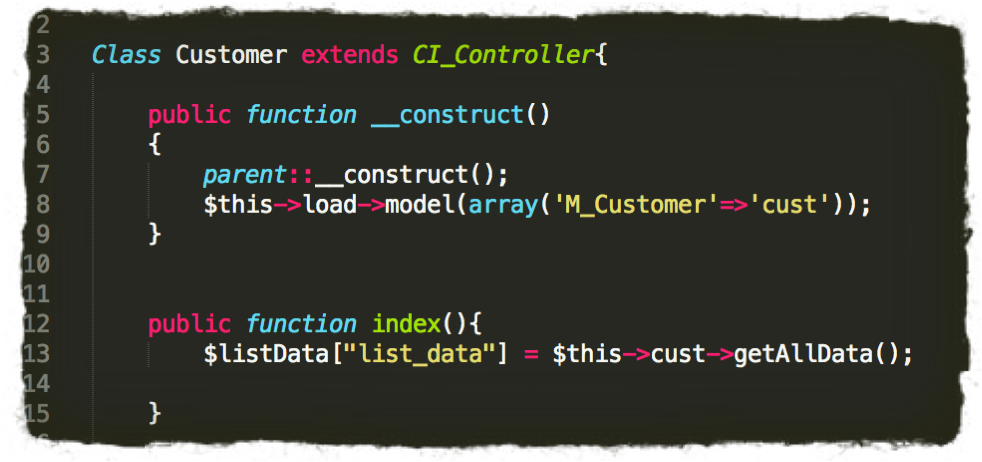 2
3 Class Customer extends CI_Controller{
4
5 public function __construct()
6 {
7 parent::__construct();
8 $this->load->model(array('M_Customer'=>'cust'));
9 }
10
11
12 public function index(){
13 $listData["list_data"] = $this->cust->getAllData();
14
15 }